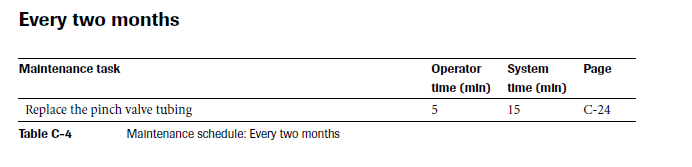 Every two months
Maintenance task Operator time (min) System time (min) Page
Replace the pinch valve tubing 5 15 C-24
Table C-4 Maintenance schedule: Every two months